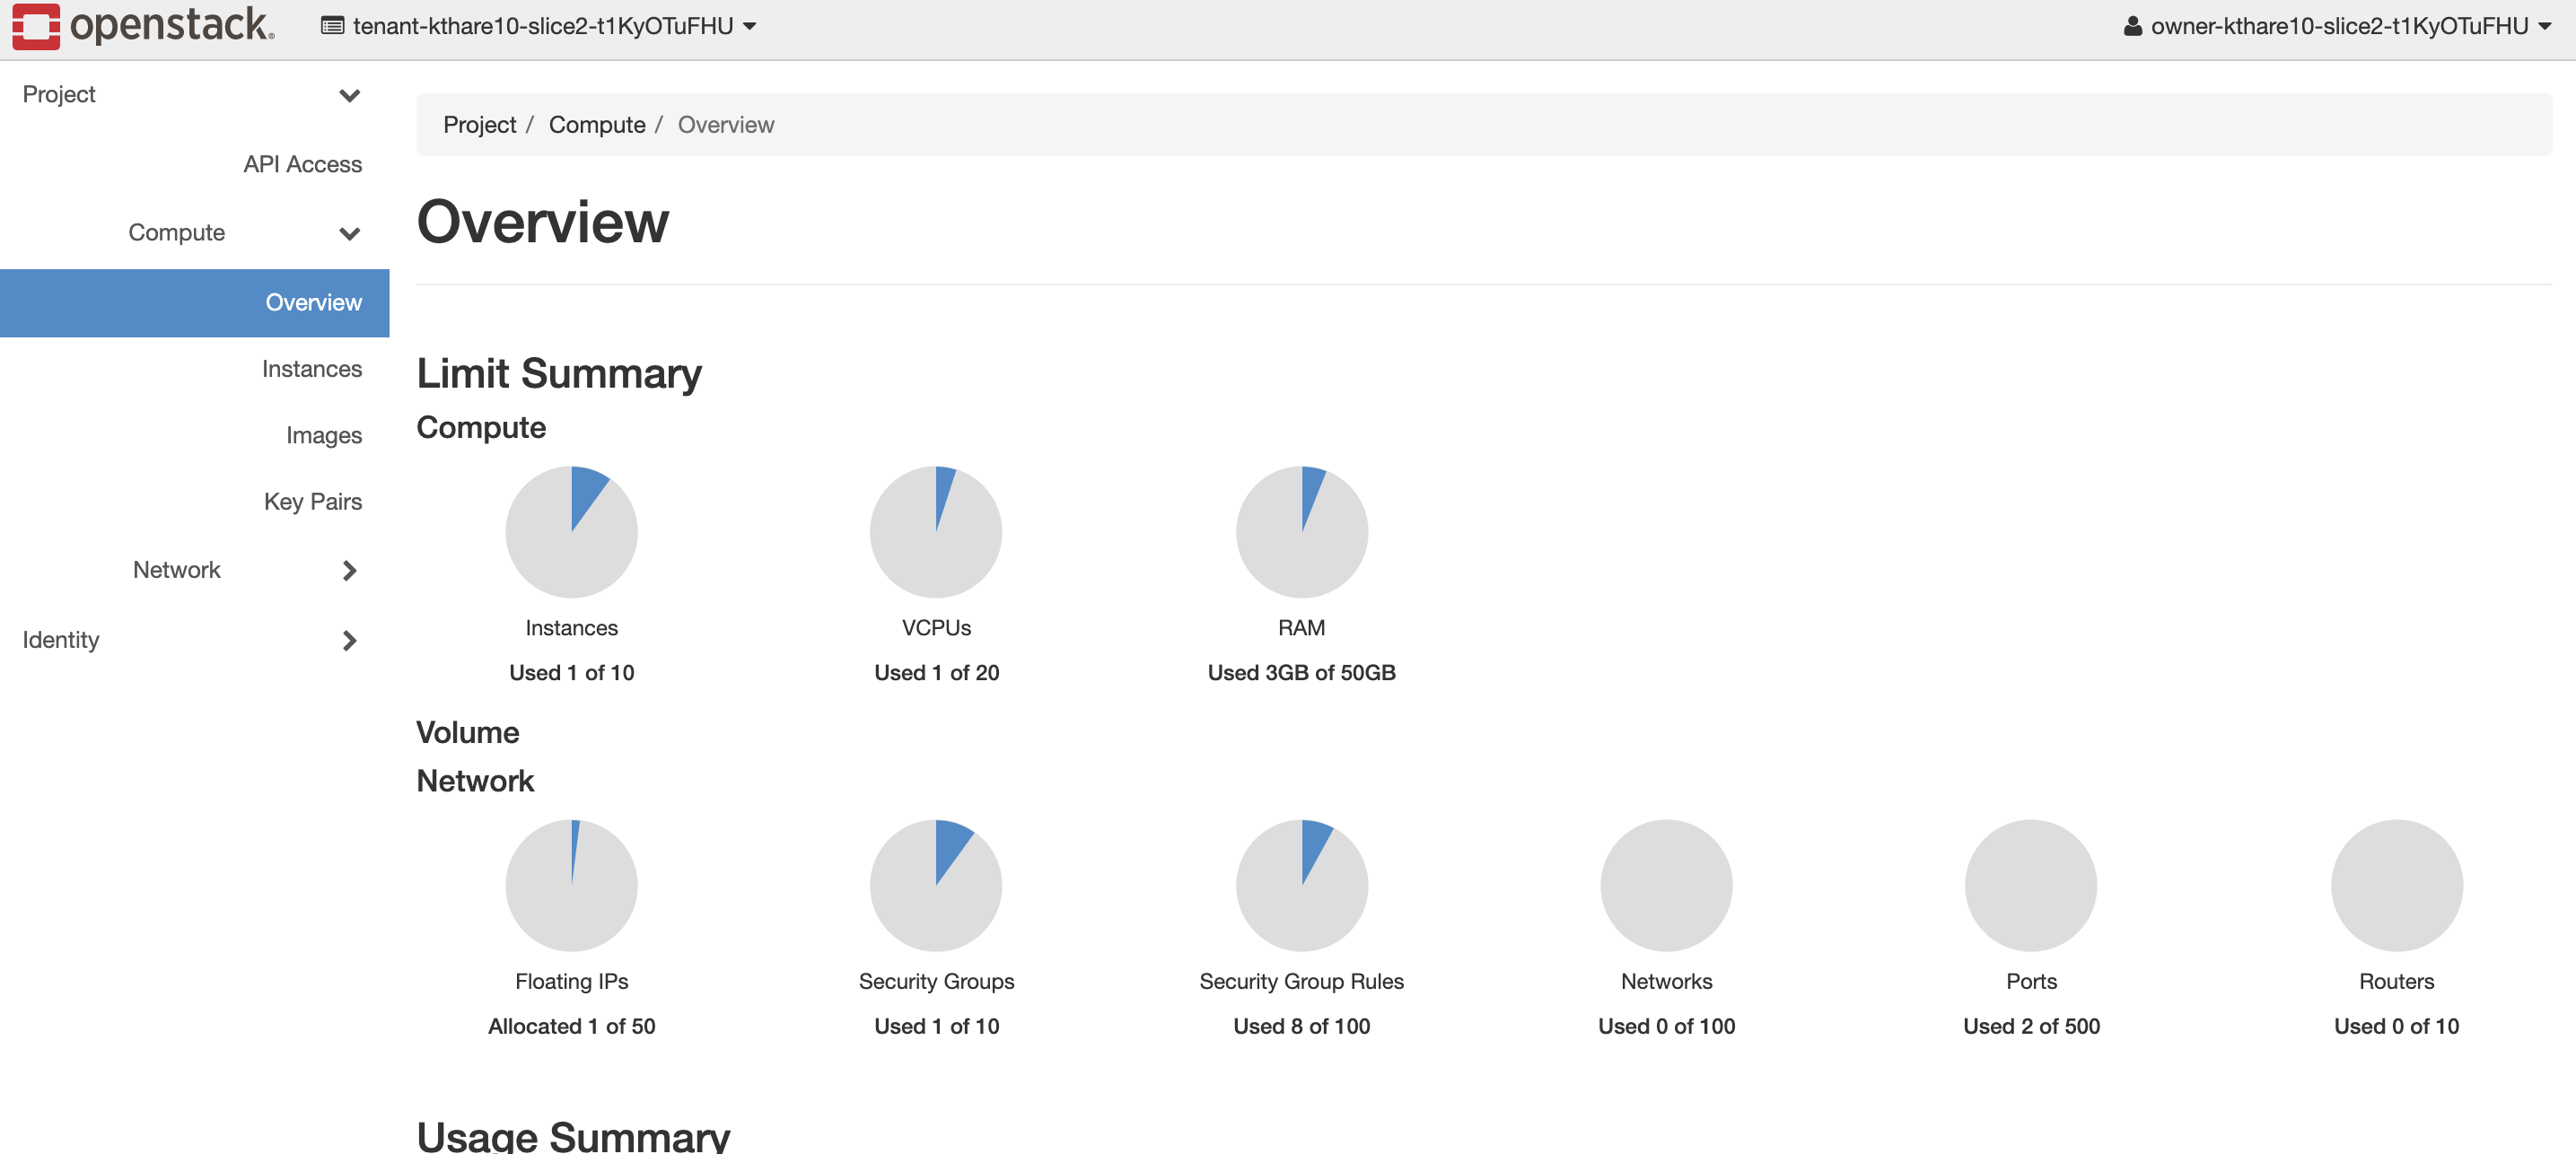 openstack.
tenant-kthare10-slice2-t1KyOTuFHU
owner-kthare10-slice2-t1KyOTuFHU
Project
API Access
Compute
Overview
Instances
Images
Key Pairs
Network
Identity
Project / Compute / Overview
Overview
Limit Summary
Compute
Instances
Used 1 of 10
VCPUs
Used 1 of 20
RAM
Used 3GB of 50GB
Volume
Network
Floating IPs
Allocated 1 of 50
Security Groups
Used 1 of 10
Security Group Rules
Used 8 of 100
Networks
Used 0 of 100
Ports
Used 2 of 500
Routers
Used 0 of 10
Usage Summary